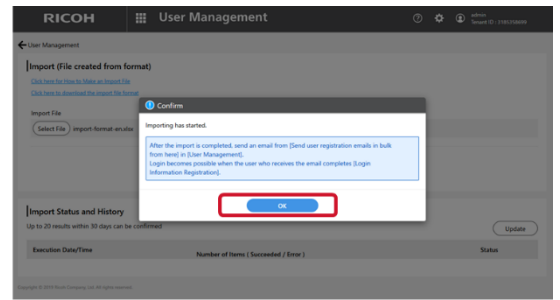 RICOH
User Management
admin
Tenant ID : 3185358606
User Management
Import (File created from format)
Click here for How to Make an Import File
Click here to download the import file format
Import File
Select File import-format-en.xlsx
Confirm
Importing has started.
After the import is completed, send an email from [Send user registration emails in bulk
from here] in [User Management].
Login becomes possible when the user who receives the email completes [Login
Information Registration].
OK
Import Status and History
Up to 20 results within 30 days can be confirmed
Update
Execution Date/Time
Number of Items ( Succeeded / Error )
Status
Copyright © 2019 Ricoh Company, Ltd. All rights reserved.